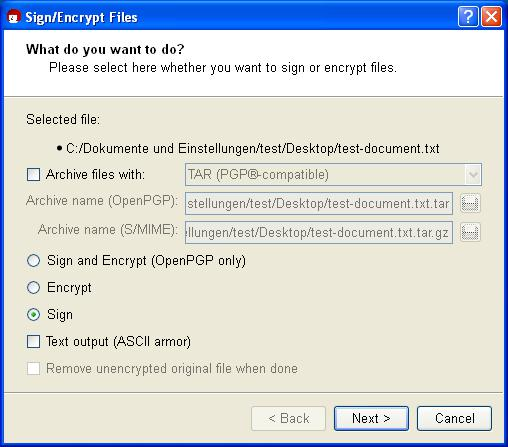 Sign/Encrypt Files
What do you want to do?
Please select here whether you want to sign or encrypt files.
Selected file:
• C:/Dokumente und Einstellungen/test/Desktop/test-document.txt
Archive files with: TAR (PGP®-compatible)
Archive name (OpenPGP): stellungen/test/Desktop/test-document.txt.tar
Archive name (S/MIME): ellungen/test/Desktop/test-document.txt.tar.gz
Sign and Encrypt (OpenPGP only)
Encrypt
Sign
Text output (ASCII armor)
Remove unencrypted original file when done
< Back Next > Cancel